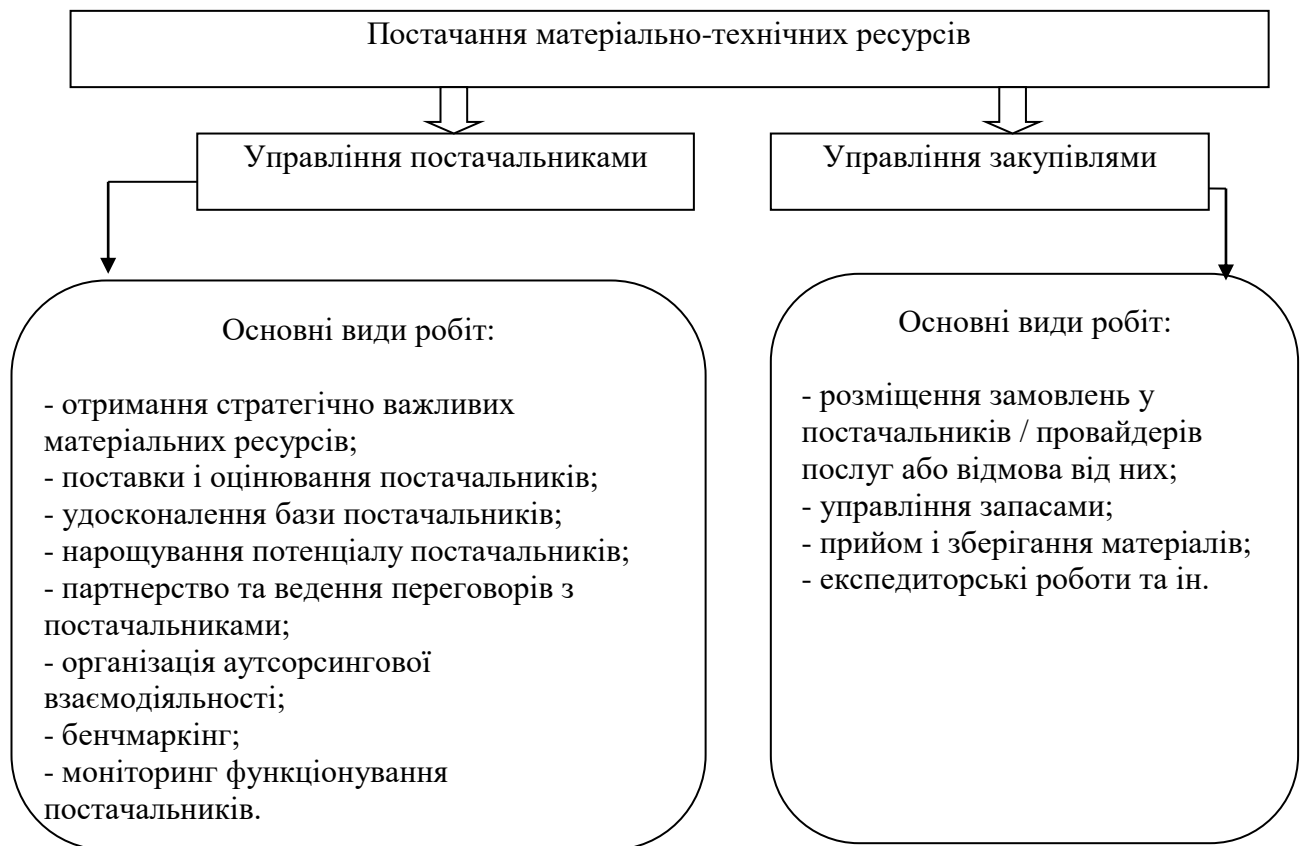 Постачання матеріально-технічних ресурсів
Управління постачальниками
Управління закупівлями
Основні види робіт:
- отримання стратегічно важливих
матеріальних ресурсів;
- поставки і оцінювання постачальників;
- удосконалення бази постачальників;
- нарощування потенціалу постачальників;
- партнерство та ведення переговорів з
постачальниками;
- організація аутсорсингової
взаємодіяльності;
- бенчмаркінг;
- моніторинг функціонування
постачальників.
Основні види робіт:
- розміщення замовлень у
постачальників / провайдерів
послуг або відмова від них;
- управління запасами;
- прийом і зберігання матеріалів;
- експедиторські роботи та ін.